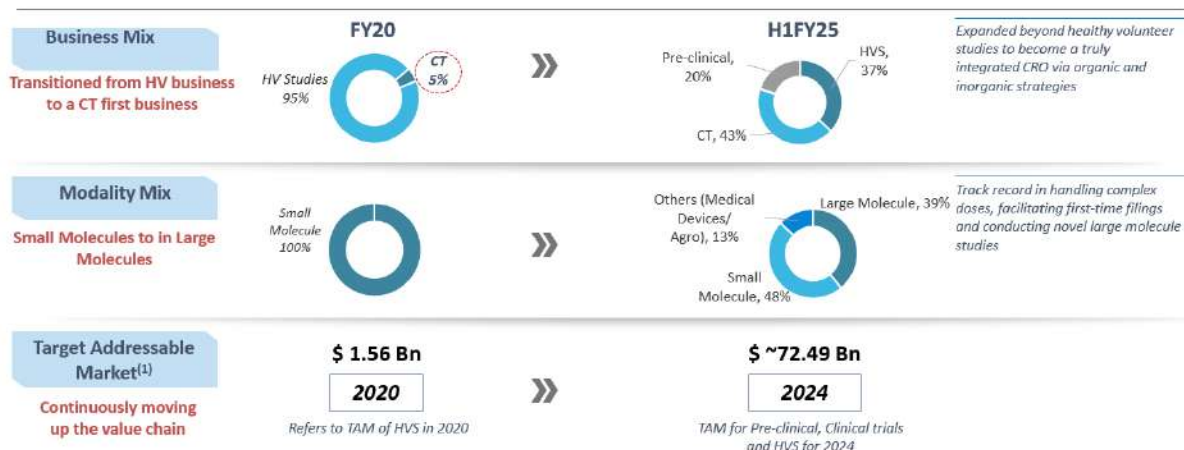 Business Mix
Transitioned from HV business
to a CT first business
FY20
HV Studies
95%
CT
5%
H1FY25
Pre-clinical,
20%
HVS,
37%
CT, 43%
Expanded beyond healthy volunteer
studies to become a truly
integrated CRO via organic and
inorganic strategies
Modality Mix
Small Molecules to in Large
Molecules
Small
Molecule
100%
Others (Medical
Devices/
Agro), 13%
Large Molecule, 39%
Small
Molecule, 48%
Track record in handling complex
doses, facilitating first-time filings
and conducting novel large molecule
studies
Target Addressable
Market(1)
Continuously moving
up the value chain
$ 1.56 Bn
2020
Refers to TAM of HVS in 2020
$ ~72.49 Bn
2024
TAM for Pre-clinical, Clinical trials
and HVS for 2024